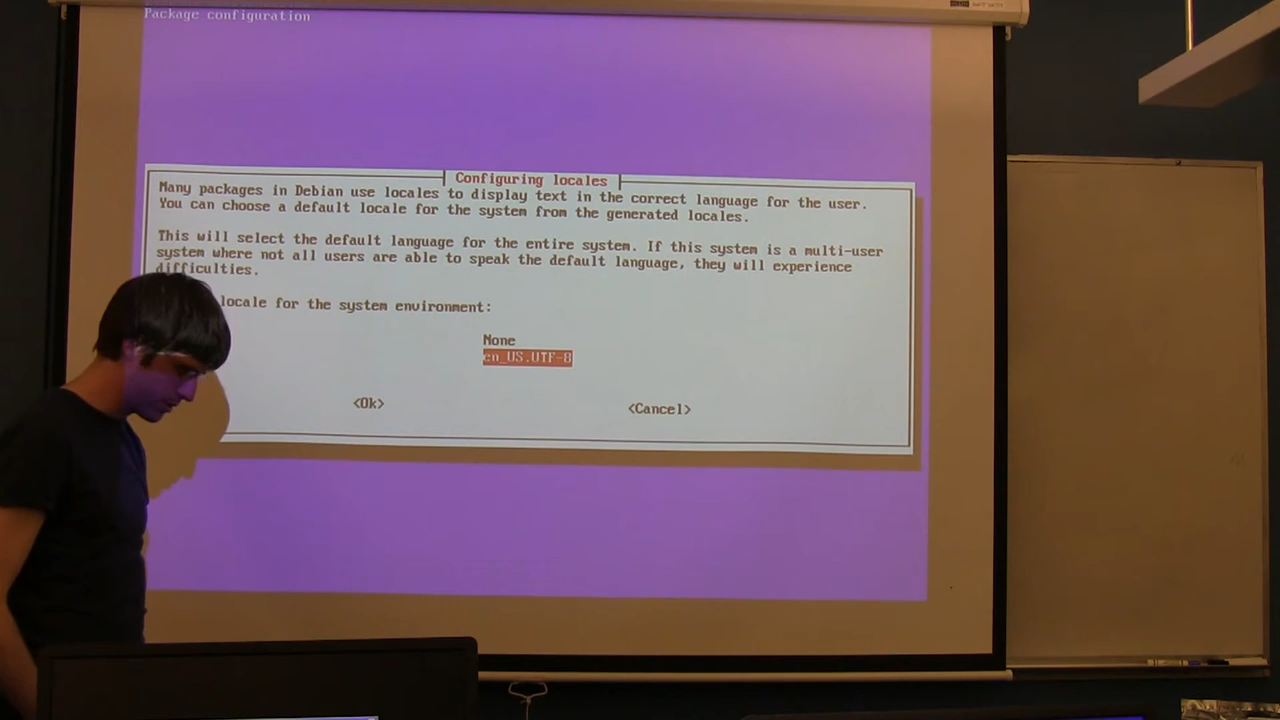 Package configuration
Configuring locales
Many packages in Debian use locales to display text in the correct language for the user.
You can choose a default locale for the system from the generated locales.
This will select the default language for the entire system. If this system is a multi-user
system where not all users are able to speak the default language, they will experience
difficulties.
locale for the system environment:
None
en_US.UTF-8
<Ok>
<Cancel>